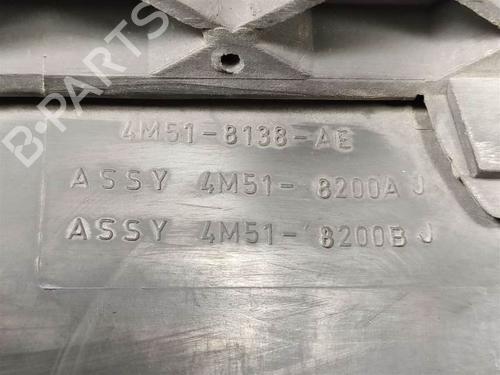 B-PARTS
4M51-8138-AE
ASSY 4M51- 8200A J
ASSY 4M51- 8200B J